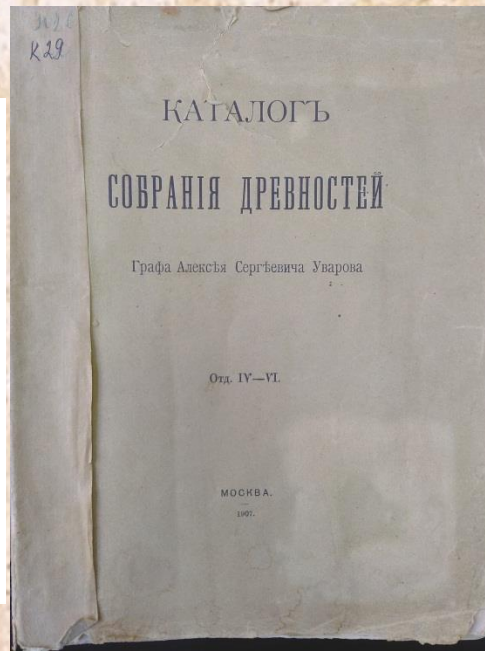 К29
КАТАЛОГЪ
СОБРАНІЯ ДРЕВНОСТЕЙ
Графа Алексѣя Сергѣевича Уварова
Отд. IV—VI.
МОСКВА.
1907.